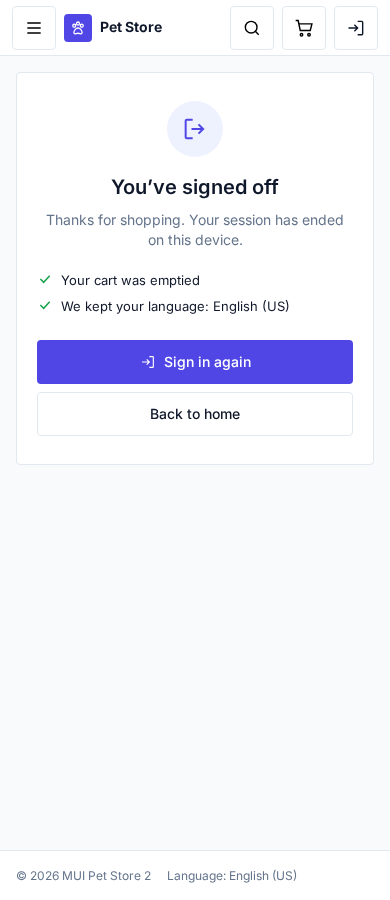 Pet Store
You’ve signed off
Thanks for shopping. Your session has ended
on this device.
Your cart was emptied
We kept your language: English (US)
Sign in again
Back to home
© 2026 MUI Pet Store 2 Language: English (US)